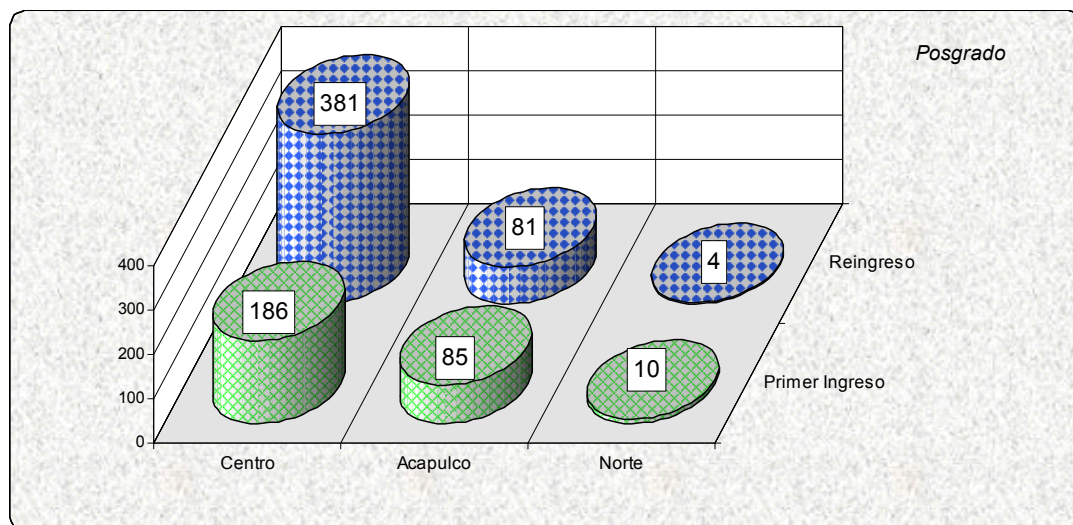 Posgrado
381
81
4
Reingreso
186
85
10
Primer Ingreso
400
300
200
100
0
Centro
Acapulco
Norte